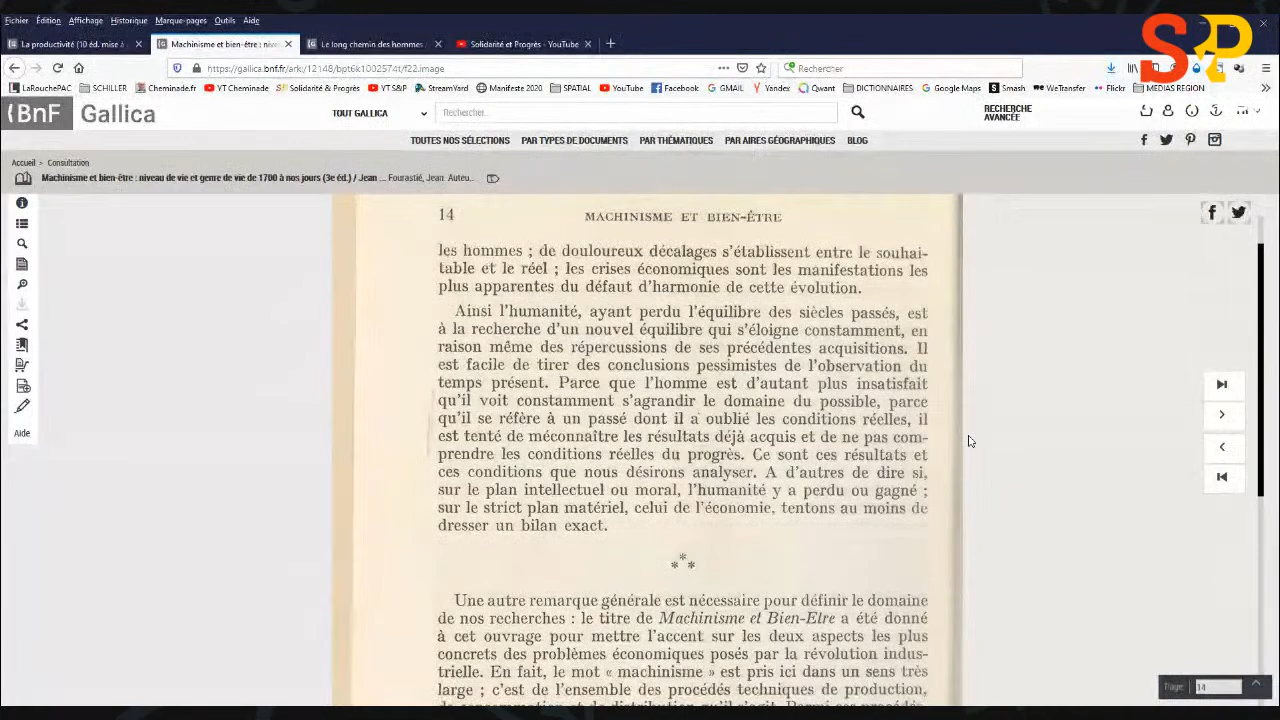 Fichier Édition Affichage Historique Marque-pages Outils Aide
SP
La productivité (10 éd. mise à
Machinisme et bien-être : nive
Le long chemin des hommes
Solidarité et Progrès - YouTube
https://gallica.bnf.fr/ark:/12148/bpt6k1002574t/f22.image
Rechercher
LaRouchePAC SCHILLER Cheminade.fr YT Cheminade Solidarité & Progrès YT S&P StreamYard Manifeste 2020 SPATIAL YouTube Facebook GMAIL Yandex Qwant DICTIONNAIRES Google Maps Smash WeTransfer Flickr MEDIAS REGION
BnF Gallica
TOUT GALLICA
Rechercher...
RECHERCHE
AVANCÉE
TOUTES NOS SÉLECTIONS PAR TYPES DE DOCUMENTS PAR THÉMATIQUES PAR AIRES GÉOGRAPHIQUES BLOG
Accueil > Consultation
Machinisme et bien-être : niveau de vie et genre de vie de 1700 à nos jours (3e éd.) / Jean ... Fourastié, Jean. Auteu...
14 MACHINISME ET BIEN-ÊTRE
les hommes ; de douloureux décalages s'établissent entre le souhai-
table et le réel ; les crises économiques sont les manifestations les
plus apparentes du défaut d'harmonie de cette évolution.
Ainsi l'humanité, ayant perdu l'équilibre des siècles passés, est
à la recherche d'un nouvel équilibre qui s'éloigne constamment, en
raison même des répercussions de ses précédentes acquisitions. Il
est facile de tirer des conclusions pessimistes de l'observation du
temps présent. Parce que l'homme est d'autant plus insatisfait
qu'il voit constamment s'agrandir le domaine du possible, parce
qu'il se réfère à un passé dont il a oublié les conditions réelles, il
est tenté de méconnaître les résultats déjà acquis et de ne pas com-
prendre les conditions réelles du progrès. Ce sont ces résultats et
ces conditions que nous désirons analyser. A d'autres de dire si,
sur le plan intellectuel ou moral, l'humanité y a perdu ou gagné ;
sur le strict plan matériel, celui de l'économie, tentons au moins de
dresser un bilan exact.
* * *
Une autre remarque générale est nécessaire pour définir le domaine
de nos recherches : le titre de Machinisme et Bien-Etre a été donné
à cet ouvrage pour mettre l'accent sur les deux aspects les plus
concrets des problèmes économiques posés par la révolution indus-
trielle. En fait, le mot « machinisme » est pris ici dans un sens très
large ; c'est de l'ensemble des procédés techniques de production,
Aide
Page 14